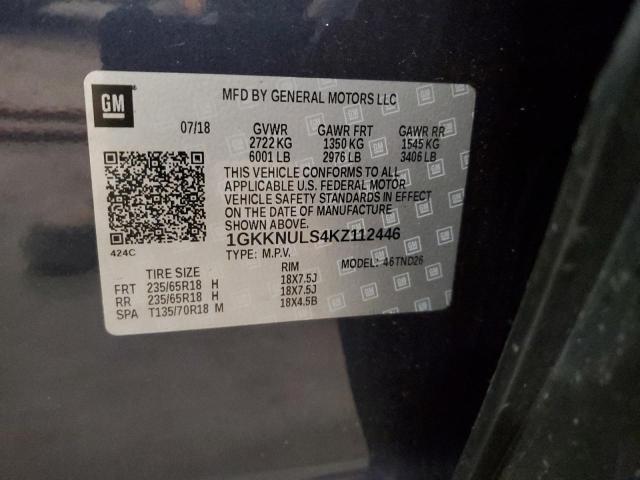 GM
MFD BY GENERAL MOTORS LLC
07/18 GVWR GAWR FRT GAWR RR
2722 KG 1350 KG 1545 KG
6001 LB 2976 LB 3406 LB
THIS VEHICLE CONFORMS TO ALL
APPLICABLE U.S. FEDERAL MOTOR
VEHICLE SAFETY STANDARDS IN EFFECT
ON THE DATE OF MANUFACTURE
SHOWN ABOVE.
1GKKNULS4KZ112446
424C
TYPE: M.P.V. MODEL: 46TND26
TIRE SIZE RIM
FRT 235/65R18 H 18X7.5J
RR 235/65R18 H 18X7.5J
SPA T135/70R18 M 18X4.5B